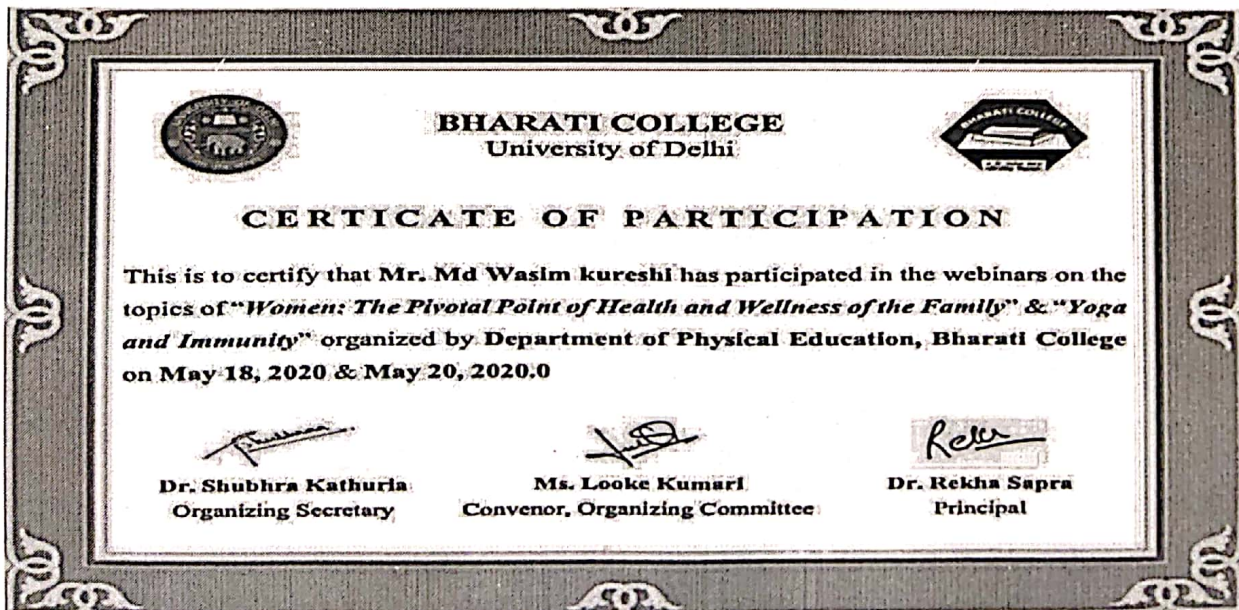 BHARATI COLLEGE
University of Delhi
BHARATI COLLEGE
CERTICATE OF PARTICIPATION
This is to certify that Mr. Md Wasim kureshi has participated in the webinars on the
topics of "Women: The Pivotal Point of Health and Wellness of the Family" & "Yoga
and Immunity" organized by Department of Physical Education, Bharati College
on May 18, 2020 & May 20, 2020.0
Dr. Shubhra Kathuria
Organizing Secretary
Ms. Looke Kumari
Convenor, Organizing Committee
Dr. Rekha Sapra
Principal